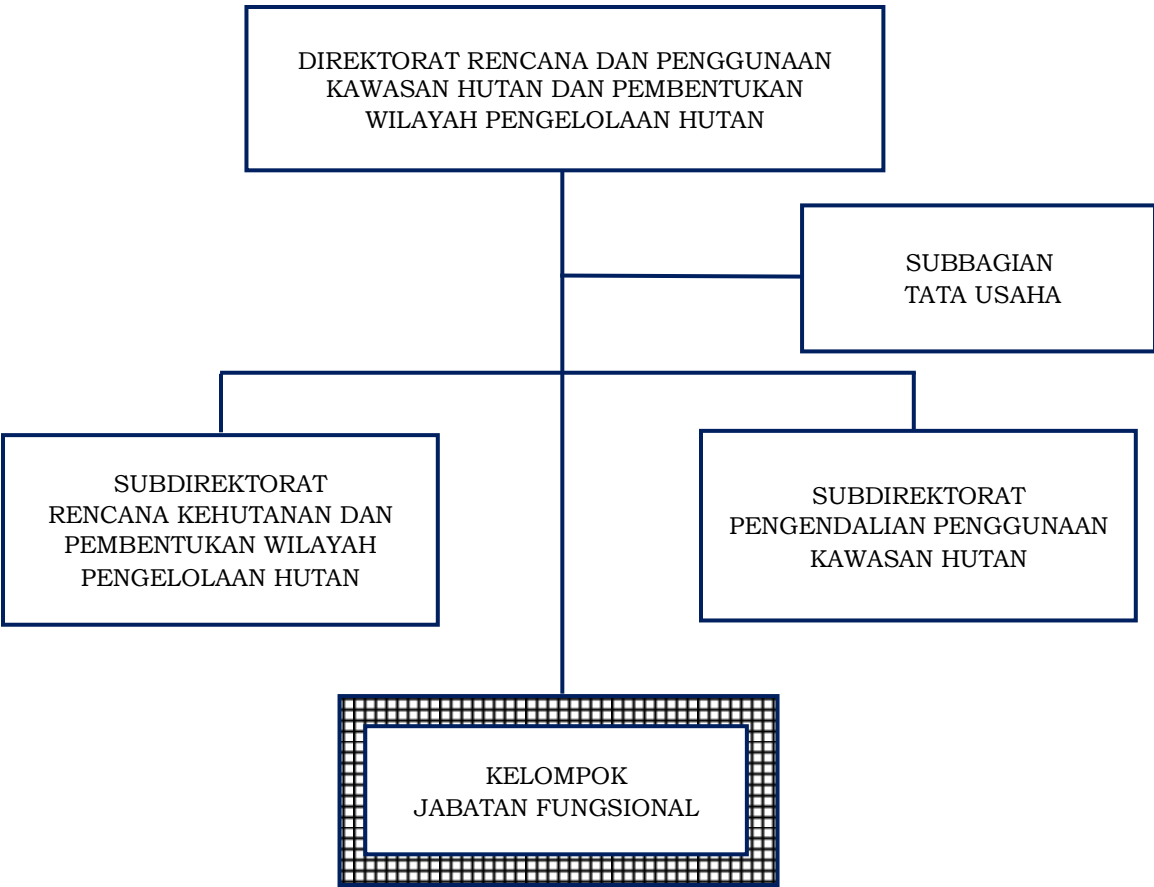 DIREKTORAT RENCANA DAN PENGGUNAAN
KAWASAN HUTAN DAN PEMBENTUKAN
WILAYAH PENGELOLAAN HUTAN
SUBBAGIAN
TATA USAHA
SUBDIREKTORAT
RENCANA KEHUTANAN DAN
PEMBENTUKAN WILAYAH
PENGELOLAAN HUTAN
SUBDIREKTORAT
PENGENDALIAN PENGGUNAAN
KAWASAN HUTAN
KELOMPOK
JABATAN FUNGSIONAL